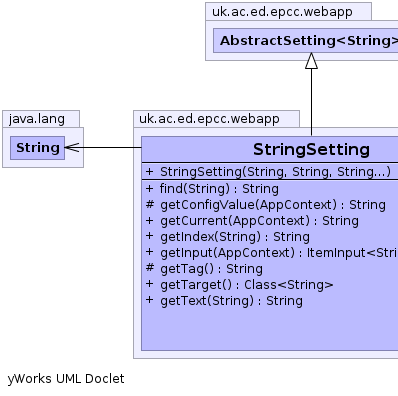 uk.ac.ed.epcc.webapp
AbstractSetting<String>
java.lang
String
uk.ac.ed.epcc.webapp
StringSetting
+ StringSetting(String, String, String...)
+ find(String) : String
# getConfigValue(AppContext) : String
+ getCurrent(AppContext) : String
+ getIndex(String) : String
+ getInput(AppContext) : ItemInput<Stri
# getTag() : String
+ getTarget() : Class<String>
+ getText(String) : String
yWorks UML Doclet